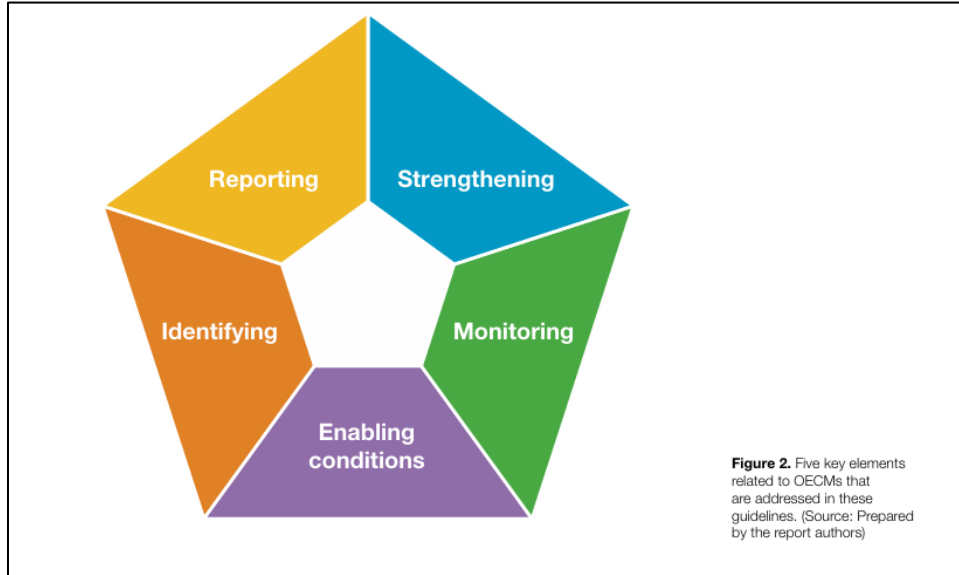 Reporting
Strengthening
Identifying
Monitoring
Enabling
conditions
Figure 2. Five key elements
related to OECMs that
are addressed in these
guidelines. (Source: Prepared
by the report authors)